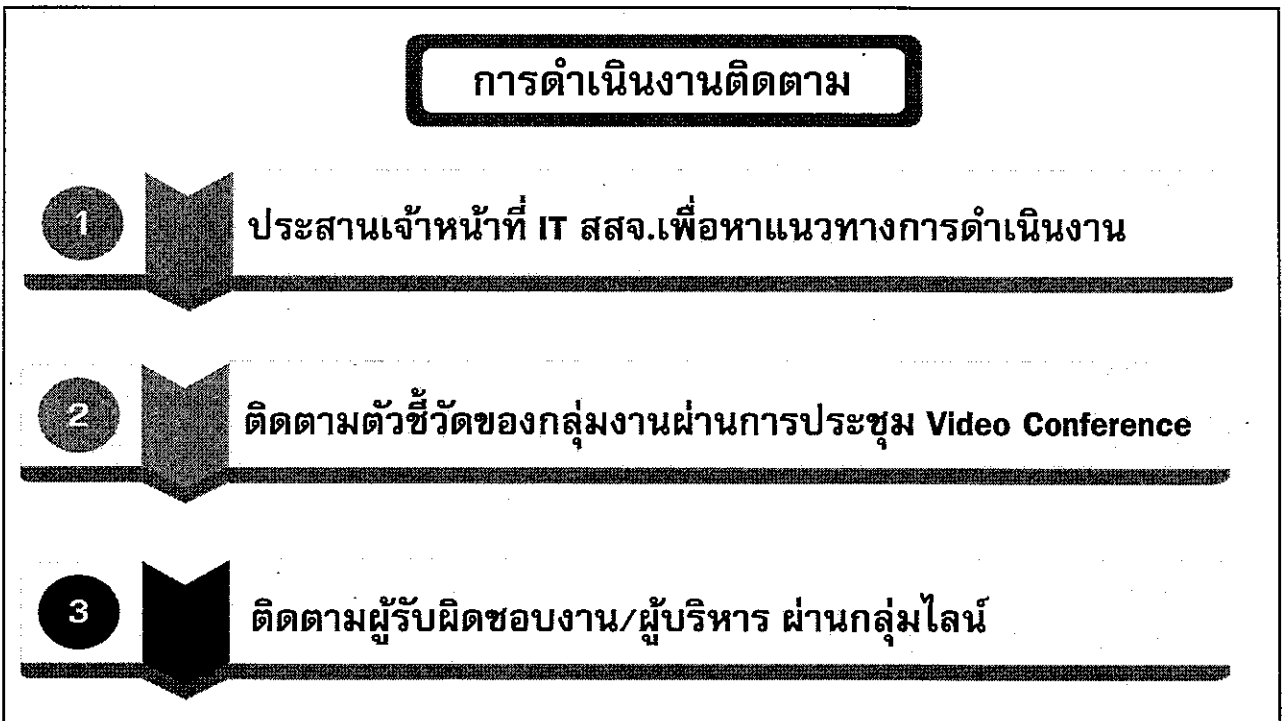 การดำเนินงานติดตาม
1 ประสานเจ้าหน้าที่ IT สสจ.เพื่อหาแนวทางการดำเนินงาน
2 ติดตามตัวชี้วัดของกลุ่มงานผ่านการประชุม Video Conference
3 ติดตามผู้รับผิดชอบงาน/ผู้บริหาร ผ่านกลุ่มไลน์